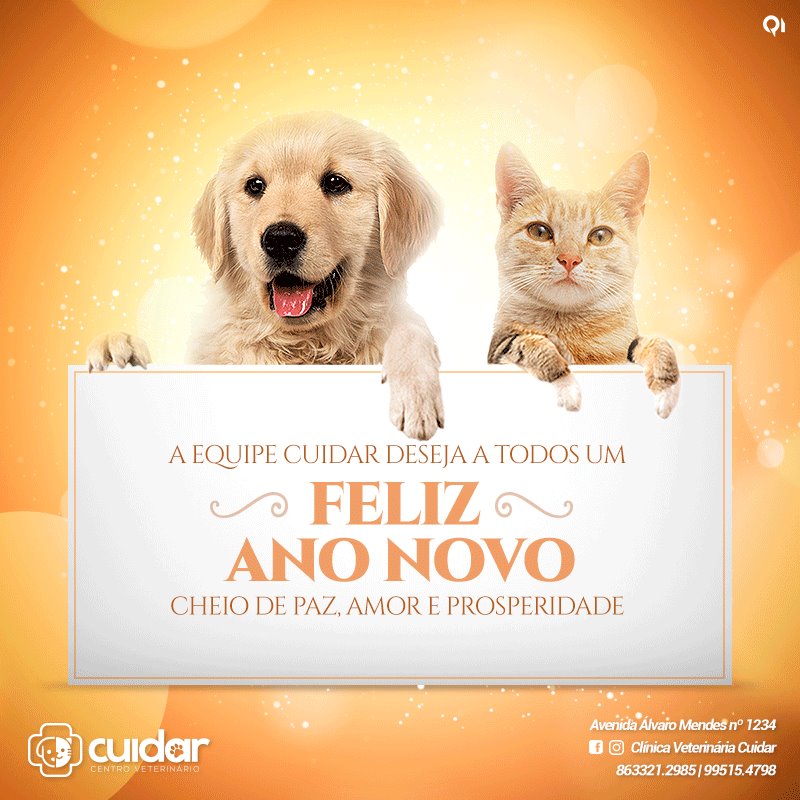 A EQUIPE CUIDAR DESEJA A TODOS UM
FELIZ
ANO NOVO
CHEIO DE PAZ, AMOR E PROSPERIDADE
cuidar
CENTRO VETERINÁRIO
Avenida Álvaro Mendes nº 1234
Clínica Veterinária Cuidar
863321.2985 | 99515.4798